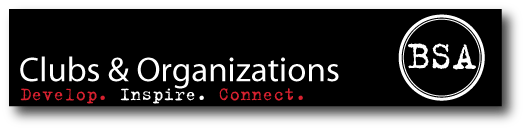 Clubs & Organizations
Develop. Inspire. Connect.
BSA